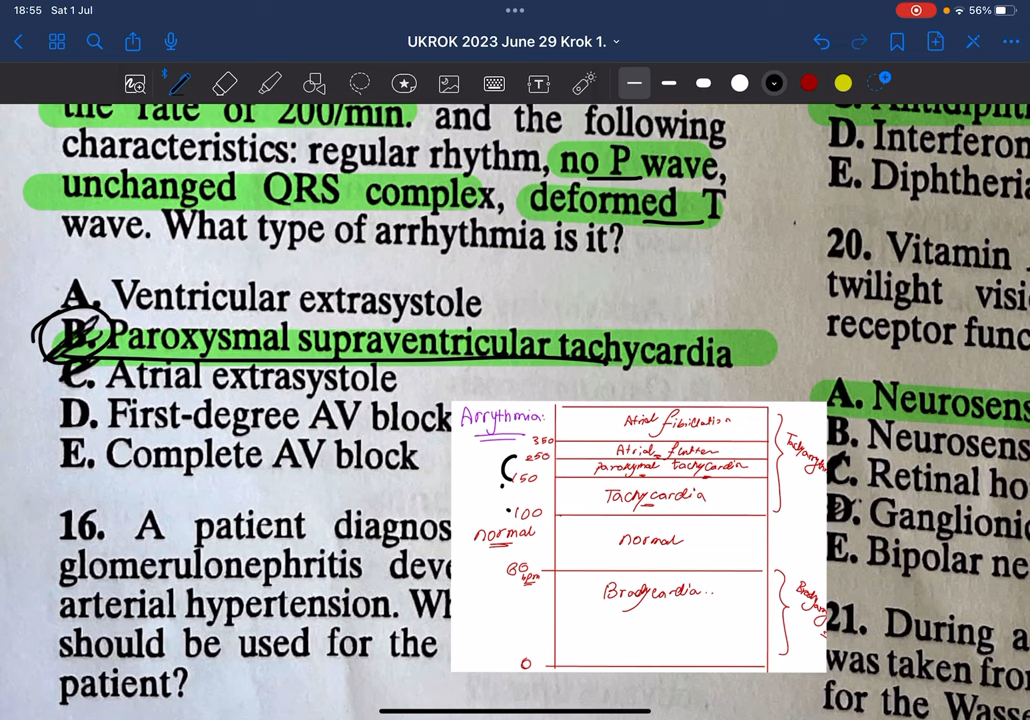 18:55 Sat 1 Jul
56%
UKROK 2023 June 29 Krok 1.
the rate of 200/min. and the following
characteristics: regular rhythm, no P wave,
unchanged QRS complex, deformed T
wave. What type of arrhythmia is it?
A. Ventricular extrasystole
B. Paroxysmal supraventricular tachycardia
C. Atrial extrasystole
D. First-degree AV block
E. Complete AV block
16. A patient diagnos
glomerulonephritis deve
arterial hypertension. Wh
should be used for the
patient?
Arrythmia:
350
250
150
100
normal
60
bpm
0
Atrial fibrillation
Atrial flutter
paroxymal tachycardia
Tachycardia
normal
Bradycardia..
C. Antidiphth
D. Interferon
E. Diphtheria
20. Vitamin
twilight visi
receptor func
A. Neurosens
B. Neurosens
C. Retinal ho
D. Ganglionic
E. Bipolar ne
21. During a
was taken from
for the Wass